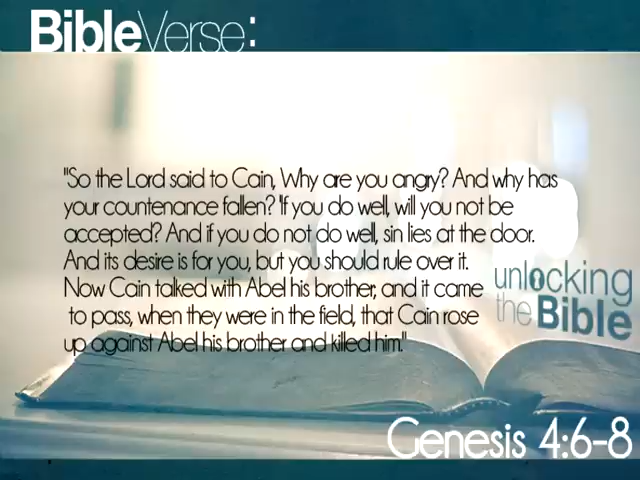 BibleVerse:
"So the Lord said to Cain, Why are you angry? And why has
your countenance fallen? 'If you do well, will you not be
accepted? And if you do not do well, sin lies at the door.
And its desire is for you, but you should rule over it.
Now Cain talked with Abel his brother; and it came
to pass, when they were in the field, that Cain rose
up against Abel his brother and killed him."
unlocking
the Bible
Genesis 4:6-8